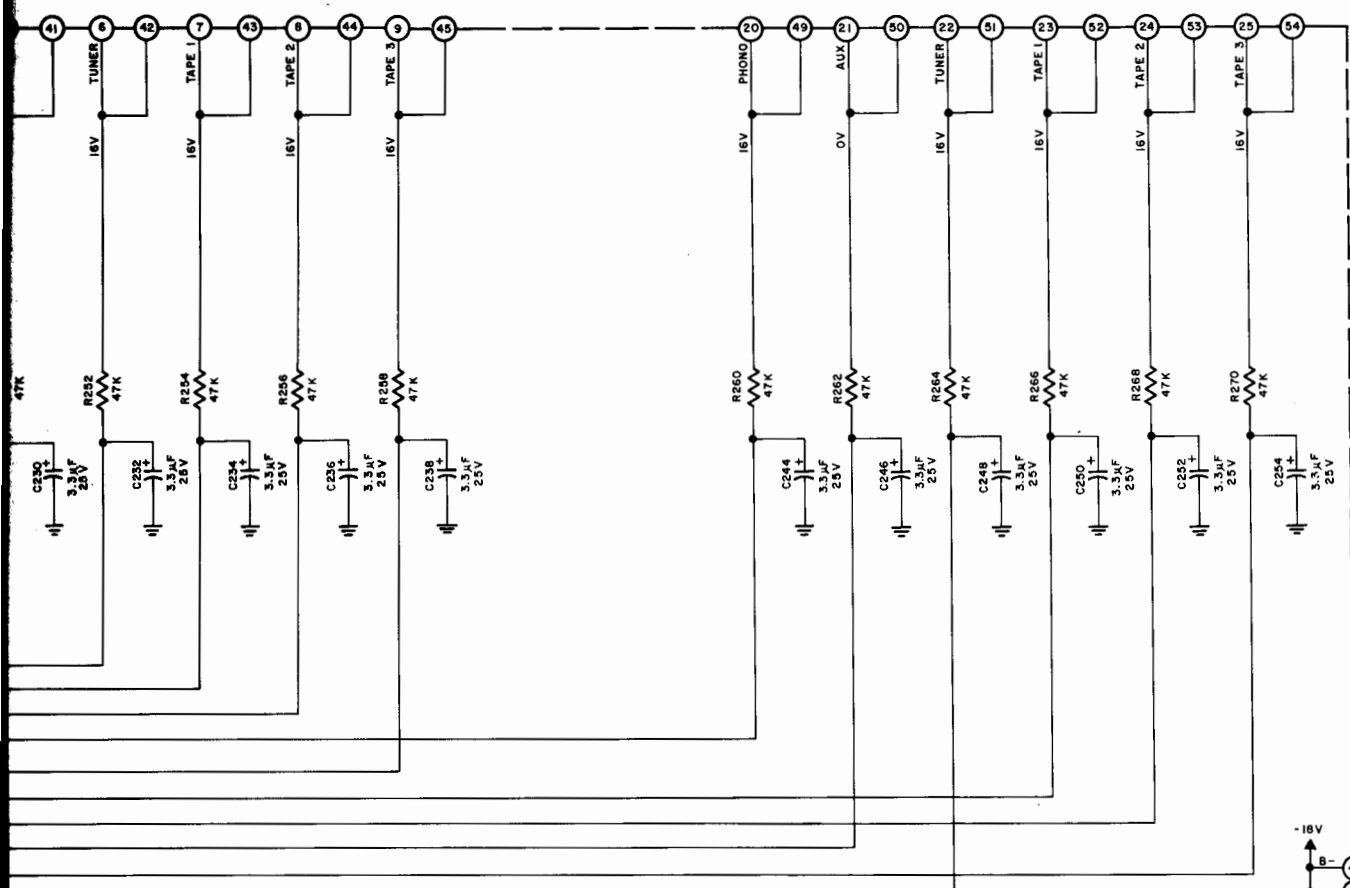 41 6 42 7 43 8 44 9 45 20 49 21 50 22 51 23 52 24 53 25 54
TUNER TAPE 1 TAPE 2 TAPE 3 PHONO AUX TUNER TAPE 1 TAPE 2 TAPE 3
16V 16V 16V 16V 16V 0V 16V 16V 16V 16V
47K
R252
47K
R254
47K
R256
47K
R258
47K
R260
47K
R262
47K
R264
47K
R266
47K
R268
47K
R270
47K
C230 +
3.3µF
25V
C232 +
3.3µF
25V
C234 +
3.3µF
25V
C236 +
3.3µF
25V
C238 +
3.3µF
25V
C244 +
3.3µF
25V
C246 +
3.3µF
25V
C248 +
3.3µF
25V
C250 +
3.3µF
25V
C252 +
3.3µF
25V
C254 +
3.3µF
25V
-18V
B-